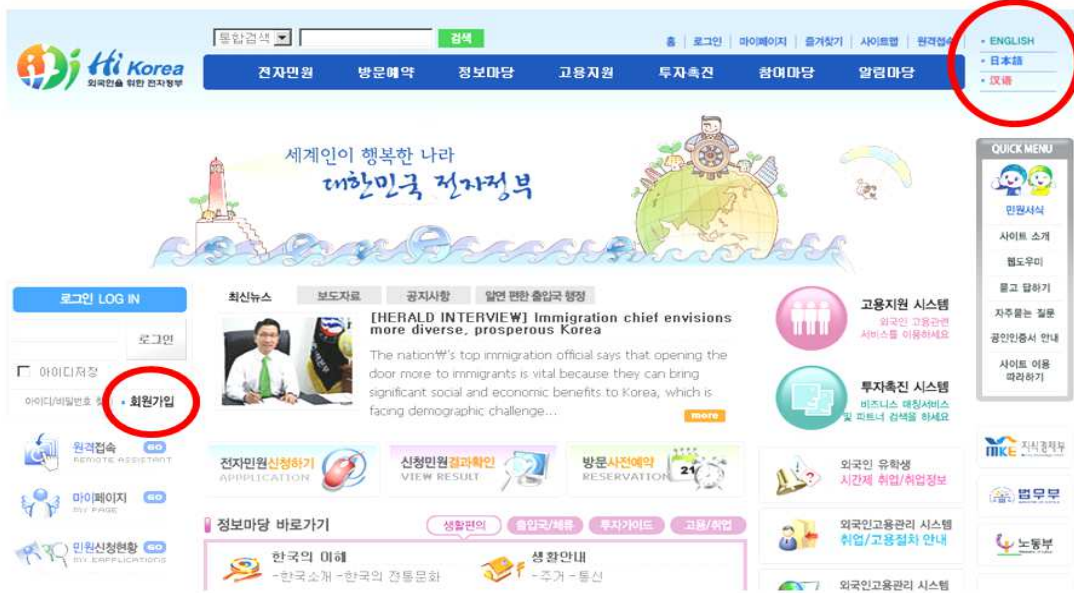 통합검색
검색
홈 | 로그인 | 마이페이지 | 즐겨찾기 | 사이트맵 | 원격접속
• ENGLISH
• 日本語
• 汉语
Hi Korea
외국인을 위한 전자정부
전자민원 방문예약 정보마당 고용지원 투자촉진 참여마당 알림마당
세계인이 행복한 나라
대한민국 전자정부
QUICK MENU
민원서식
사이트 소개
웹도우미
묻고 답하기
자주묻는 질문
공인인증서 안내
사이트 이용
따라하기
로그인 LOG IN
로그인
아이디저장
아이디/비밀번호 • 회원가입
원격접속 GO
REMOTE ASSISTANT
마이페이지 GO
MY PAGE
민원신청현황 GO
MY EAPPLICATIONS
최신뉴스 보도자료 공지사항 알면 편한 출입국 행정
[HERALD INTERVIE₩] Immigration chief envisions
more diverse, prosperous Korea
The nation₩'s top immigration official says that opening the
door more to immigrants is vital because they can bring
significant social and economic benefits to Korea, which is
facing demographic challenge...
more
전자민원신청하기
APPPLICATION
신청민원결과확인
VIEW RESULT
방문사전예약
RESERVATION
21
정보마당 바로가기
생활편의 출입국/체류 투자가이드 고용/취업
한국의 이해
-한국소개 -한국의 전통문화
생활안내
-주거 -통신
고용지원 시스템
외국인 고용관련
서비스를 이용하세요
투자촉진 시스템
비즈니스 매칭서비스
및 파트너 검색을 하세요
외국인 유학생
시간제 취업/취업정보
외국인고용관리 시스템
취업/고용절차 안내
외국인고용관리 시스템
MKE 지식경제부
법무부
노동부